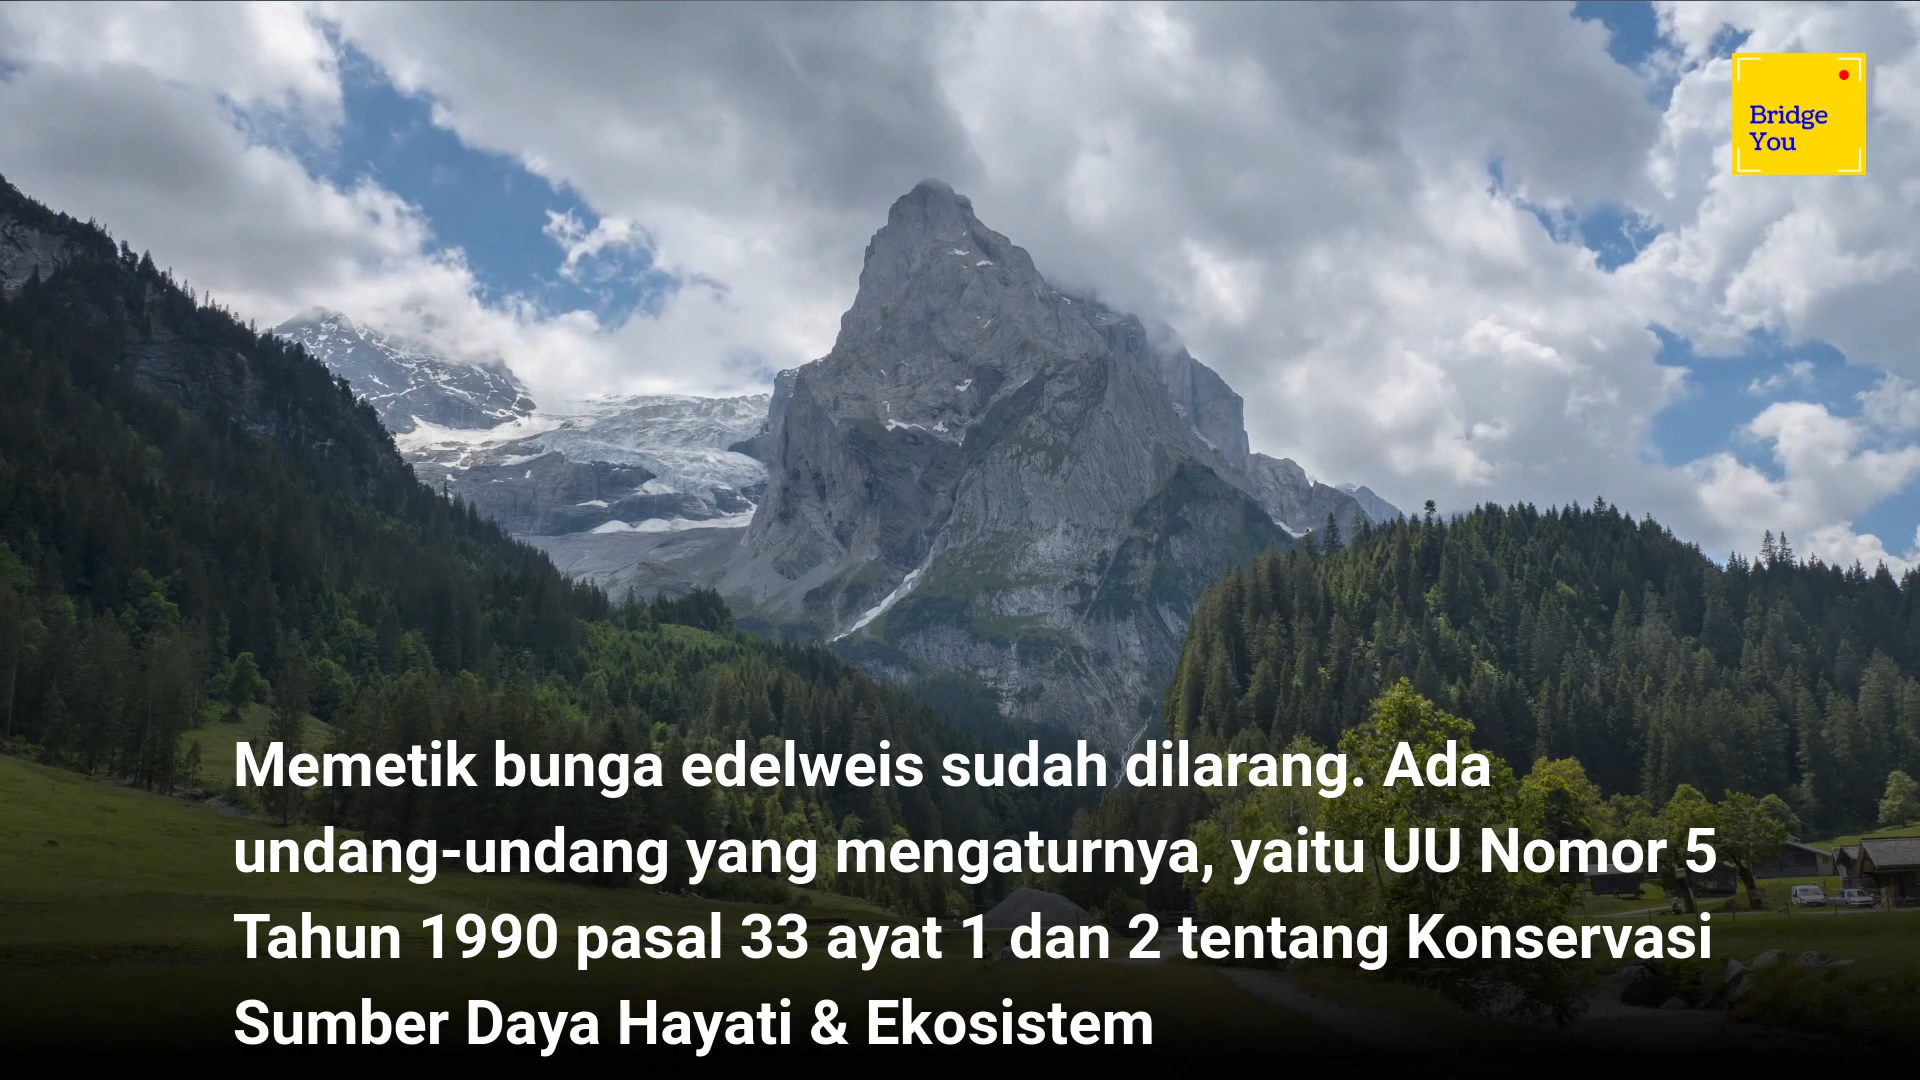 Bridge
You
Memetik bunga edelweis sudah dilarang. Ada
undang-undang yang mengaturnya, yaitu UU Nomor 5
Tahun 1990 pasal 33 ayat 1 dan 2 tentang Konservasi
Sumber Daya Hayati & Ekosistem